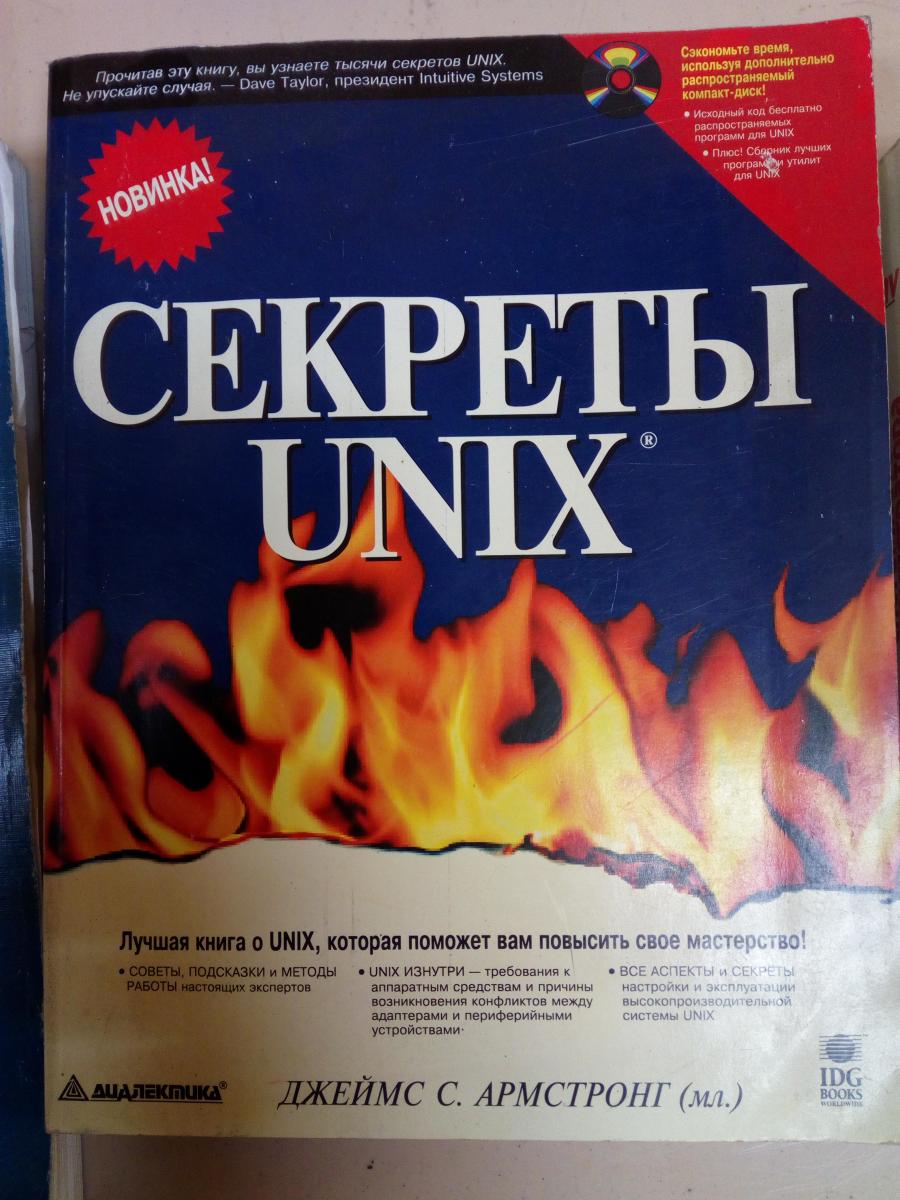 Прочитав эту книгу, вы узнаете тысячи секретов UNIX.
Не упускайте случая. — Dave Taylor, президент Intuitive Systems
Сэкономьте время,
используя дополнительно
распространяемый
компакт-диск!
• Исходный код бесплатно
распространяемых
программ для UNIX
• Плюс! Сборник лучших
программ и утилит
для UNIX
НОВИНКА!
СЕКРЕТЫ
UNIX®
Лучшая книга о UNIX, которая поможет вам повысить свое мастерство!
• СОВЕТЫ, ПОДСКАЗКИ и МЕТОДЫ
РАБОТЫ настоящих экспертов
• UNIX ИЗНУТРИ — требования к
аппаратным средствам и причины
возникновения конфликтов между
адаптерами и периферийными
устройствами
• ВСЕ АСПЕКТЫ и СЕКРЕТЫ
настройки и эксплуатации
высокопроизводительной
системы UNIX
ДИАЛЕКТИКА®
ДЖЕЙМС С. АРМСТРОНГ (мл.)
IDG
BOOKS
WORLDWIDE